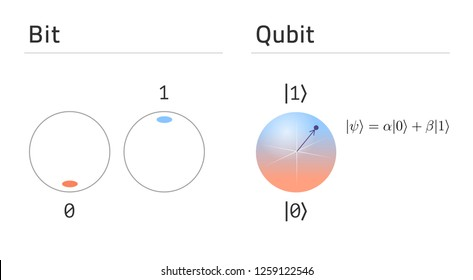 Bit
Qubit
1
0
|1⟩
|0⟩
|ψ⟩ = α|0⟩ + β|1⟩
shutterstock.com · 1259122546